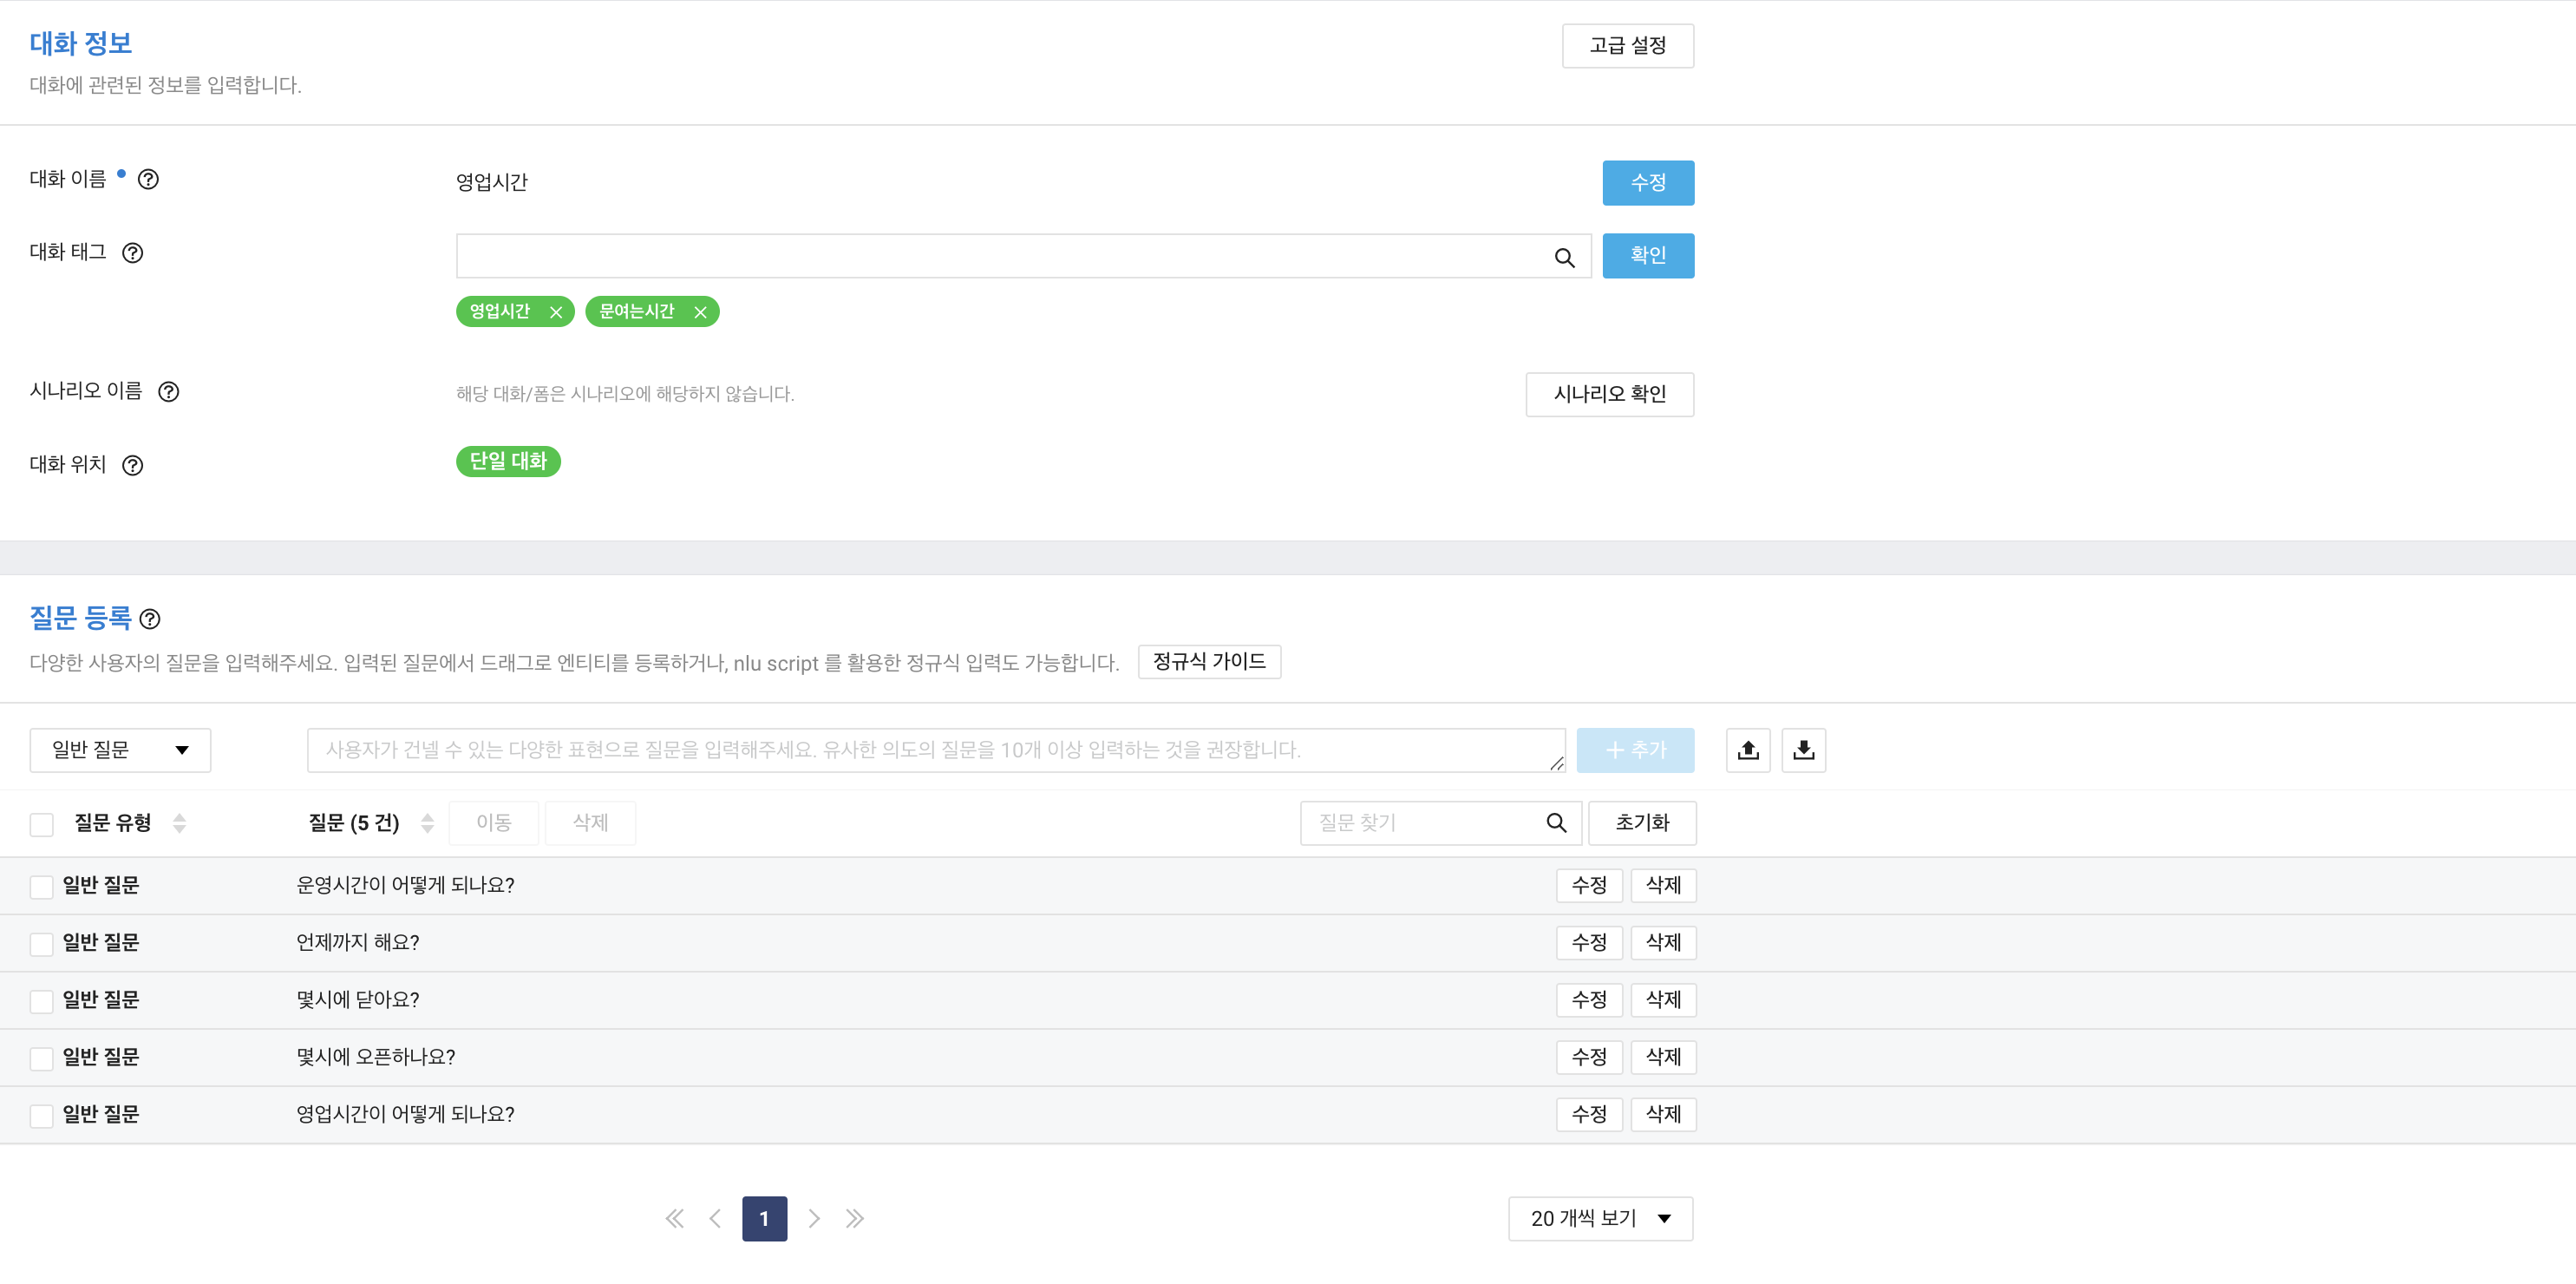 대화 정보
고급 설정
대화에 관련된 정보를 입력합니다.
대화 이름
영업시간
수정
대화 태그
확인
영업시간
문여는시간
시나리오 이름
해당 대화/폼은 시나리오에 해당하지 않습니다.
시나리오 확인
대화 위치
단일 대화
질문 등록
다양한 사용자의 질문을 입력해주세요. 입력된 질문에서 드래그로 엔티티를 등록하거나, nlu script 를 활용한 정규식 입력도 가능합니다.
정규식 가이드
일반 질문
사용자가 건넬 수 있는 다양한 표현으로 질문을 입력해주세요. 유사한 의도의 질문을 10개 이상 입력하는 것을 권장합니다.
+ 추가
질문 유형
질문 (5 건)
이동
삭제
질문 찾기
초기화
일반 질문 운영시간이 어떻게 되나요? 수정 삭제
일반 질문 언제까지 해요? 수정 삭제
일반 질문 몇시에 닫아요? 수정 삭제
일반 질문 몇시에 오픈하나요? 수정 삭제
일반 질문 영업시간이 어떻게 되나요? 수정 삭제
1
20 개씩 보기